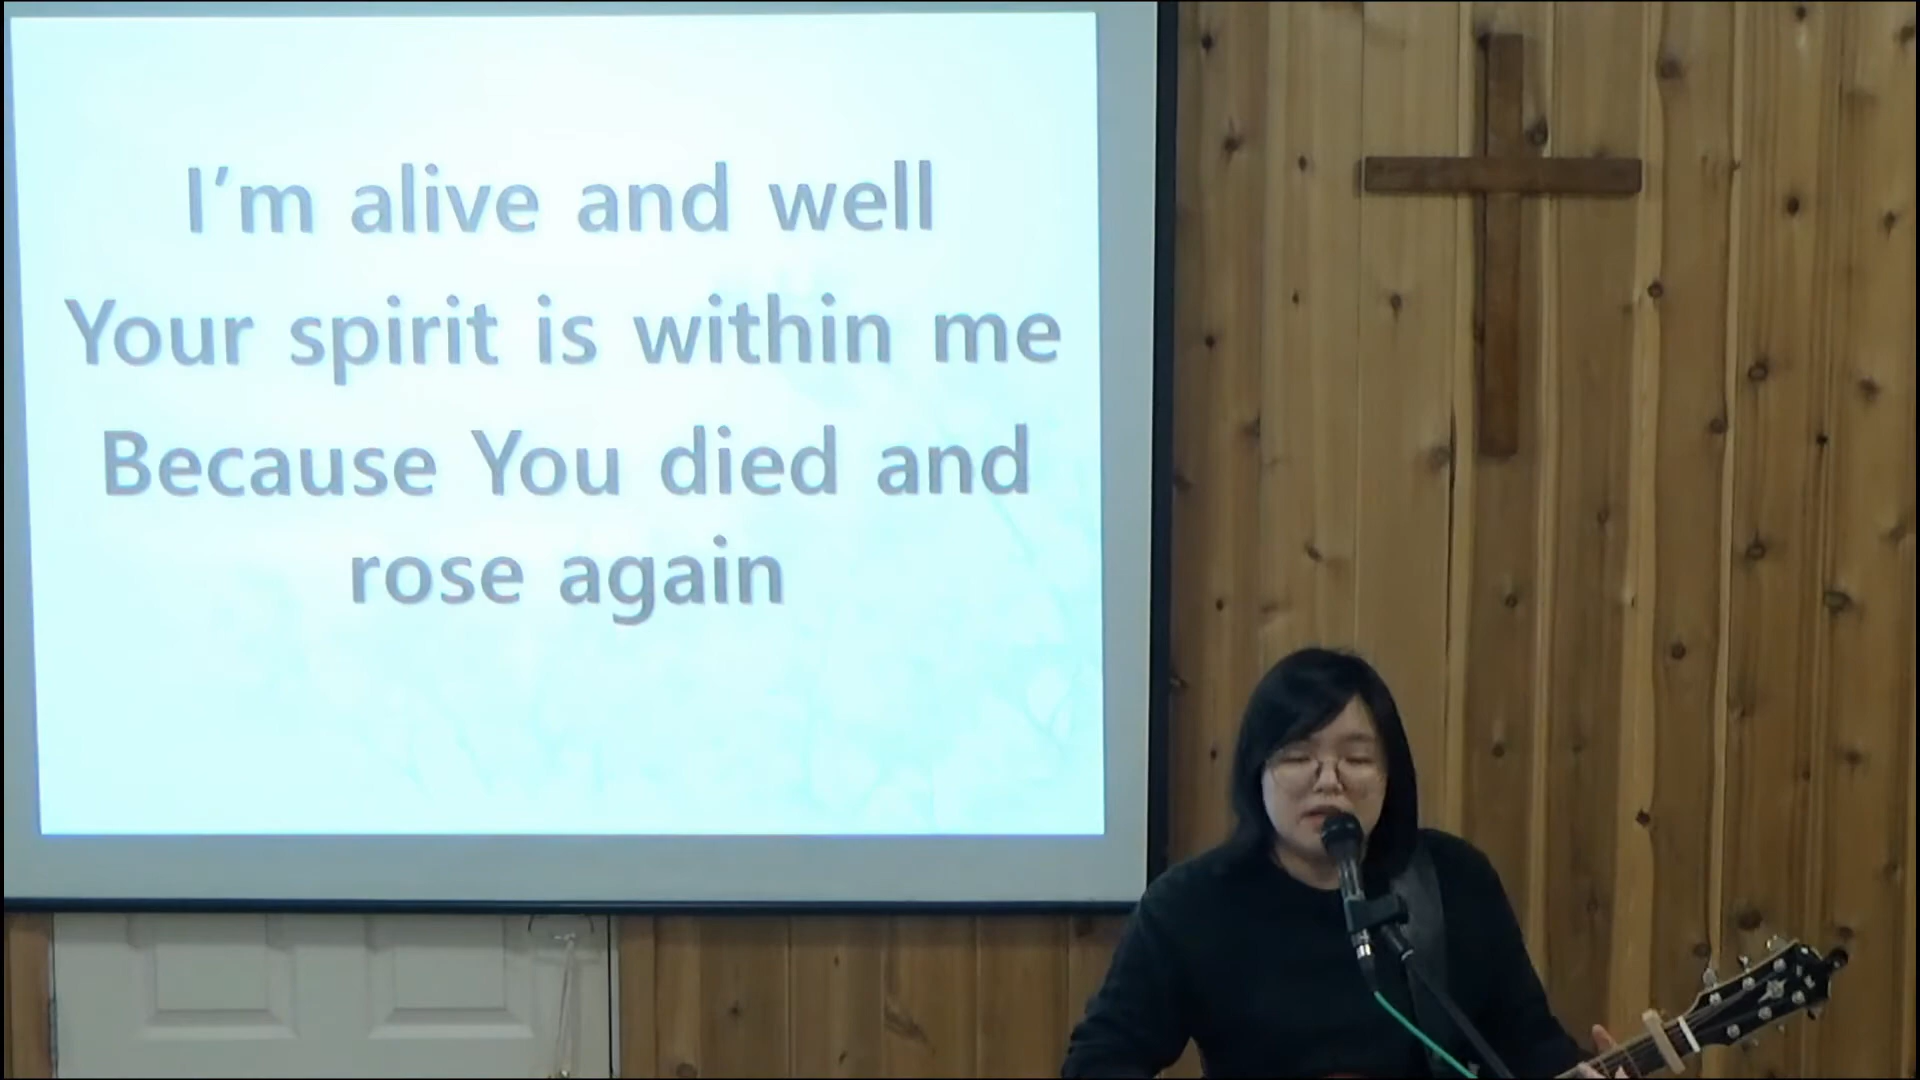 I'm alive and well
Your spirit is within me
Because You died and
rose again